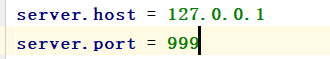 server.host = 127.0.0.1
server.port = 999